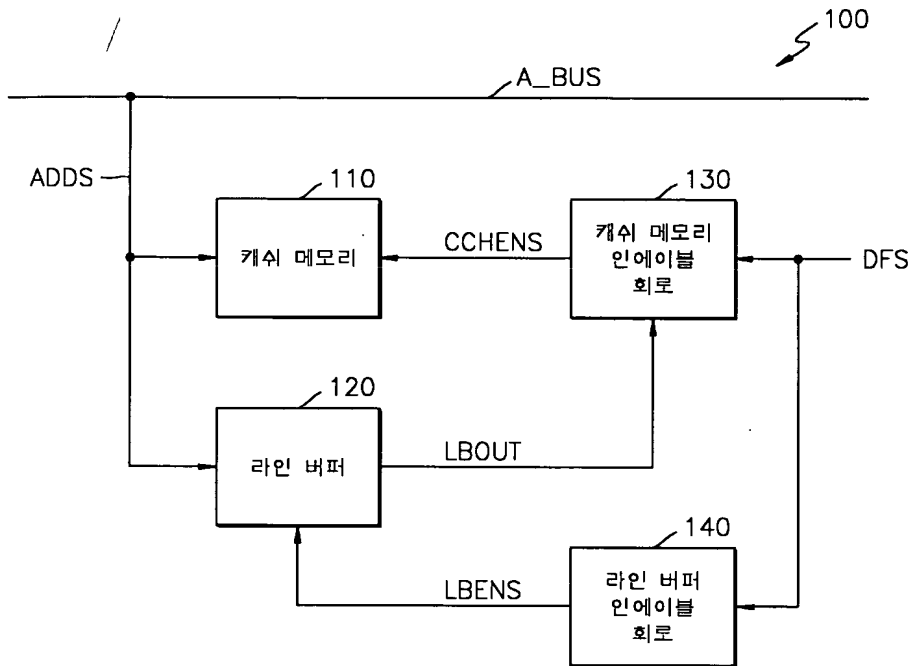 100
A_BUS
ADDS
110
130
캐쉬 메모리
CCHENS
캐쉬 메모리
인에이블
회로
DFS
120
라인 버퍼
LBOUT
140
LBENS
라인 버퍼
인에이블
회로